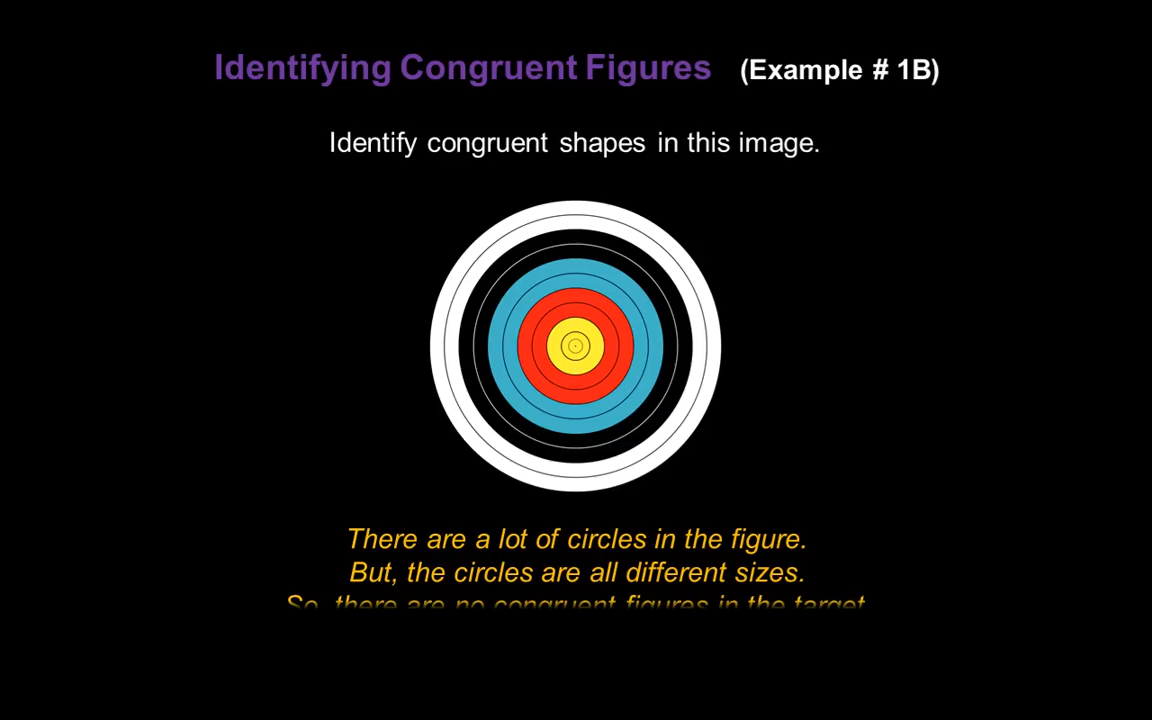 Identifying Congruent Figures (Example # 1B)
Identify congruent shapes in this image.
There are a lot of circles in the figure.
But, the circles are all different sizes.
So, there are no congruent figures in the target